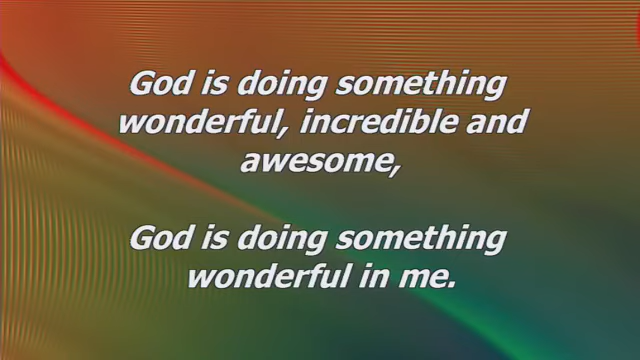 God is doing something
wonderful, incredible and
awesome,
God is doing something
wonderful in me.